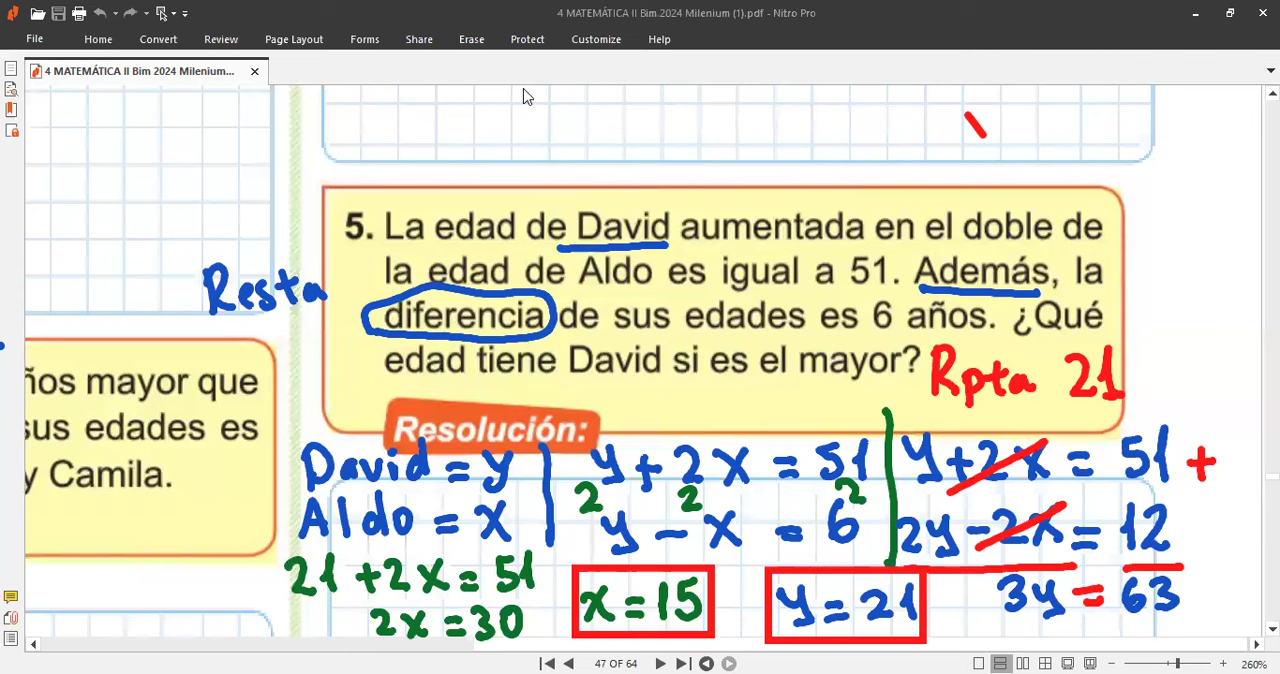 4 MATEMÁTICA II Bim 2024 Milenium (1).pdf - Nitro Pro
File Home Convert Review Page Layout Forms Share Erase Protect Customize Help
4 MATEMÁTICA II Bim 2024 Milenium...
5. La edad de David aumentada en el doble de
la edad de Aldo es igual a 51. Además, la
diferencia de sus edades es 6 años. ¿Qué
edad tiene David si es el mayor?
Resta
Rpta 21
ños mayor que
sus edades es
y Camila.
Resolución:
David = y
Aldo = x
y + 2x = 51
2 2 2
y - x = 6
y + 2x = 51 +
2y - 2x = 12
3y = 63
y = 21
21 + 2x = 51
2x = 30
x = 15
47 OF 64
260%